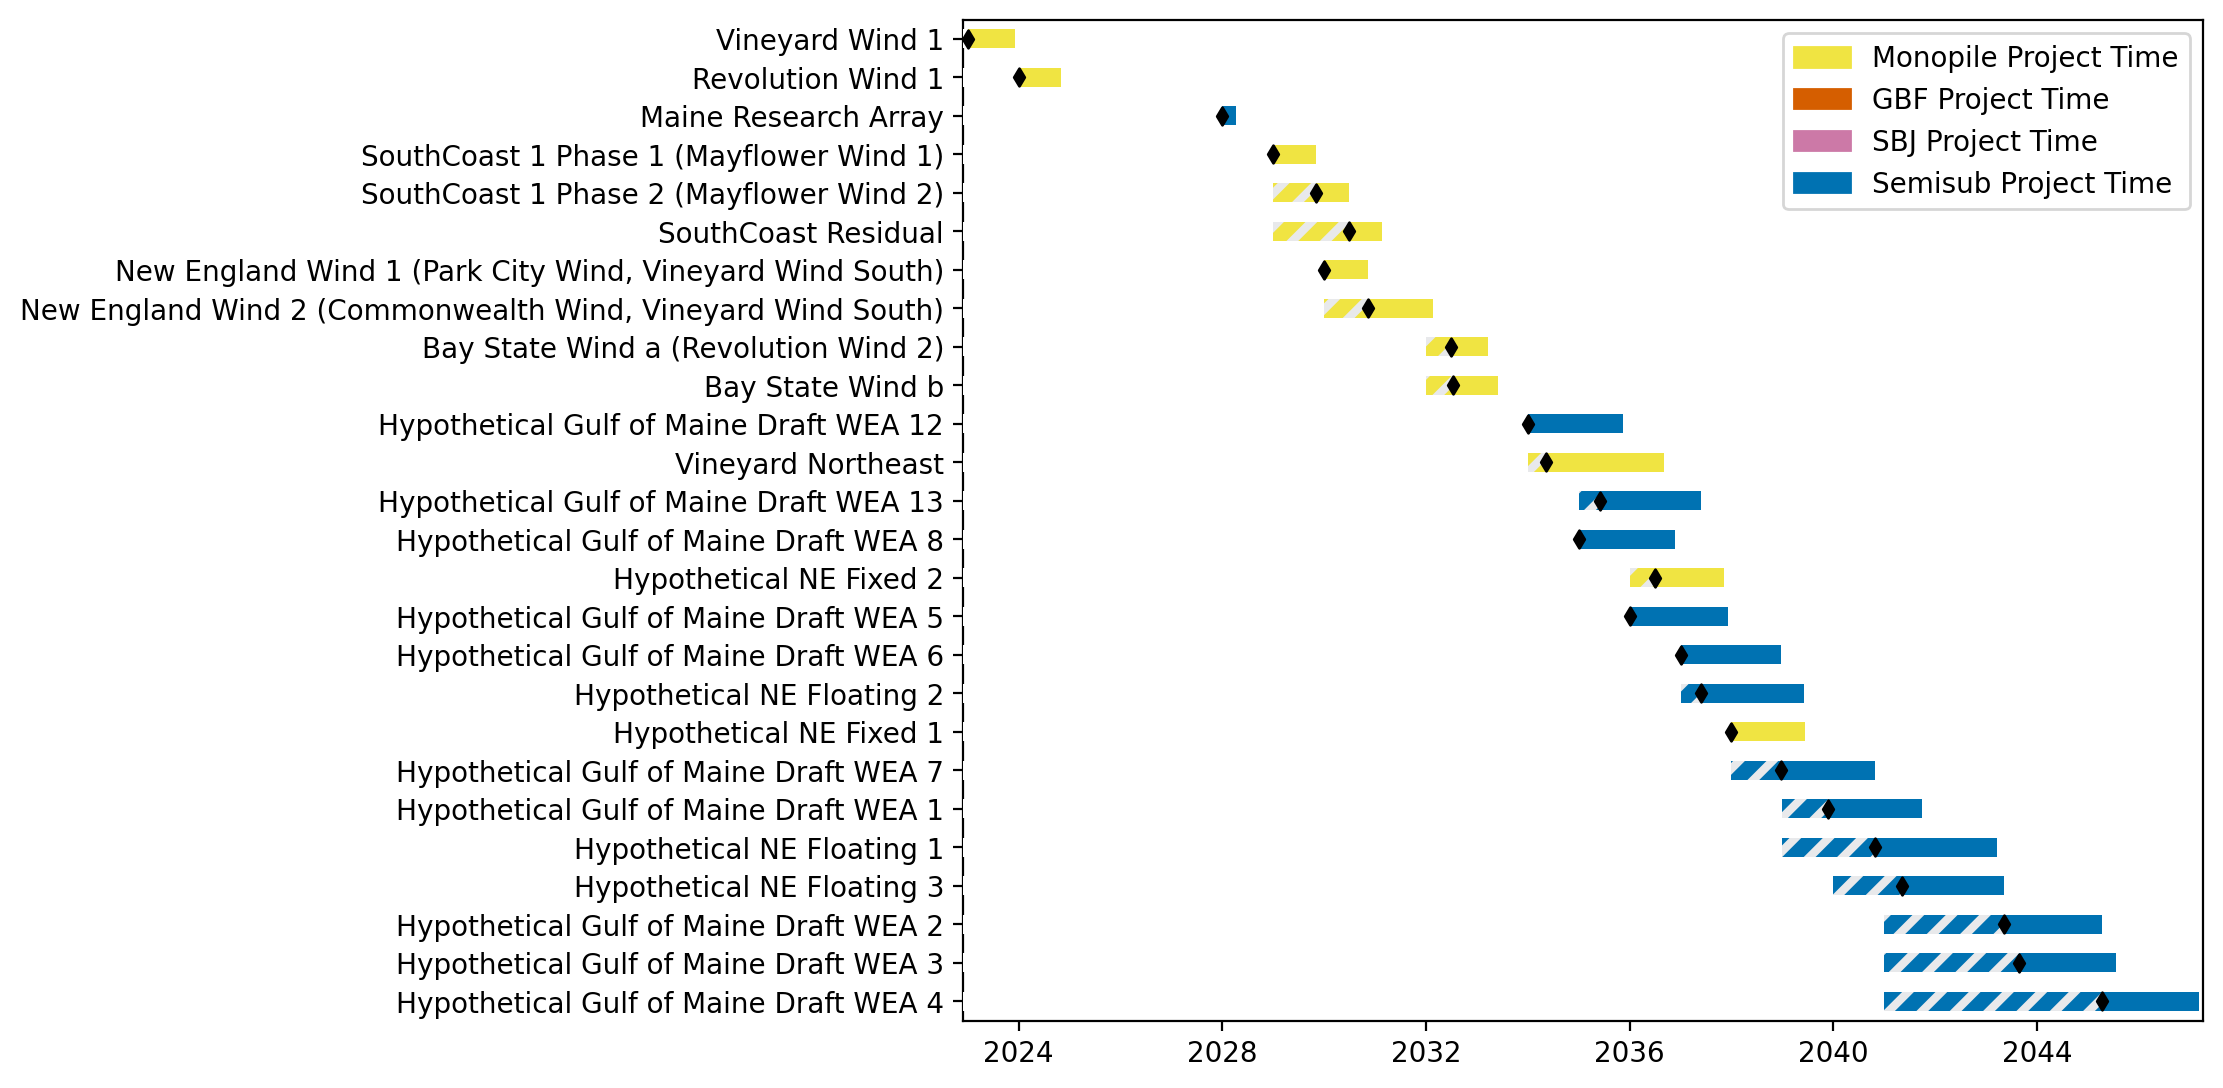 Vineyard Wind 1
Revolution Wind 1
Maine Research Array
SouthCoast 1 Phase 1 (Mayflower Wind 1)
SouthCoast 1 Phase 2 (Mayflower Wind 2)
SouthCoast Residual
New England Wind 1 (Park City Wind, Vineyard Wind South)
New England Wind 2 (Commonwealth Wind, Vineyard Wind South)
Bay State Wind a (Revolution Wind 2)
Bay State Wind b
Hypothetical Gulf of Maine Draft WEA 12
Vineyard Northeast
Hypothetical Gulf of Maine Draft WEA 13
Hypothetical Gulf of Maine Draft WEA 8
Hypothetical NE Fixed 2
Hypothetical Gulf of Maine Draft WEA 5
Hypothetical Gulf of Maine Draft WEA 6
Hypothetical NE Floating 2
Hypothetical NE Fixed 1
Hypothetical Gulf of Maine Draft WEA 7
Hypothetical Gulf of Maine Draft WEA 1
Hypothetical NE Floating 1
Hypothetical NE Floating 3
Hypothetical Gulf of Maine Draft WEA 2
Hypothetical Gulf of Maine Draft WEA 3
Hypothetical Gulf of Maine Draft WEA 4
Monopile Project Time
GBF Project Time
SBJ Project Time
Semisub Project Time
2024 2028 2032 2036 2040 2044